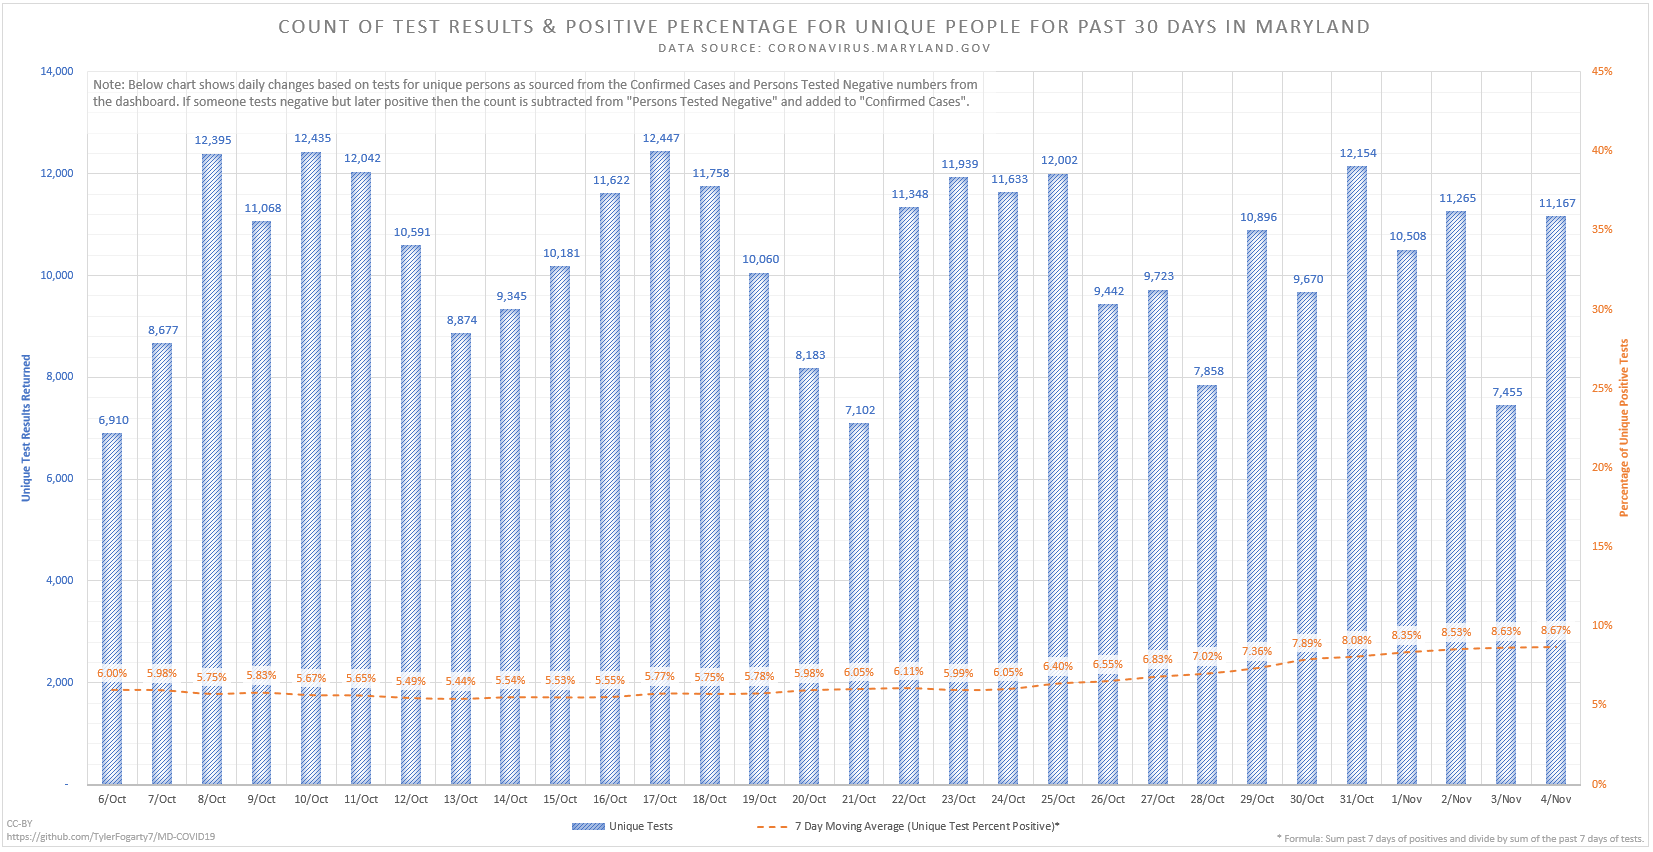 COUNT OF TEST RESULTS & POSITIVE PERCENTAGE FOR UNIQUE PEOPLE FOR PAST 30 DAYS IN MARYLAND
DATA SOURCE: CORONAVIRUS.MARYLAND.GOV
Note: Below chart shows daily changes based on tests for unique persons as sourced from the Confirmed Cases and Persons Tested Negative numbers from
the dashboard. If someone tests negative but later positive then the count is subtracted from "Persons Tested Negative" and added to "Confirmed Cases".
Unique Test Results Returned
14,000
12,000
10,000
8,000
6,000
4,000
2,000
-
6,910
8,677
12,395
11,068
12,435
12,042
10,591
8,874
9,345
10,181
11,622
12,447
11,758
10,060
8,183
7,102
11,348
11,939
11,633
12,002
9,442
9,723
7,858
10,896
9,670
12,154
10,508
11,265
7,455
11,167
6.00%
5.98%
5.75%
5.83%
5.67%
5.65%
5.49%
5.44%
5.54%
5.53%
5.55%
5.77%
5.75%
5.78%
5.98%
6.05%
6.11%
5.99%
6.05%
6.40%
6.55%
6.83%
7.02%
7.36%
7.89%
8.08%
8.35%
8.53%
8.63%
8.67%
45%
40%
35%
30%
25%
20%
15%
10%
5%
0%
Percentage of Unique Positive Tests
6/Oct
7/Oct
8/Oct
9/Oct
10/Oct
11/Oct
12/Oct
13/Oct
14/Oct
15/Oct
16/Oct
17/Oct
18/Oct
19/Oct
20/Oct
21/Oct
22/Oct
23/Oct
24/Oct
25/Oct
26/Oct
27/Oct
28/Oct
29/Oct
30/Oct
31/Oct
1/Nov
2/Nov
3/Nov
4/Nov
Unique Tests
7 Day Moving Average (Unique Test Percent Positive)*
CC-BY
https://github.com/TylerFogarty7/MD-COVID19
* Formula: Sum past 7 days of positives and divide by sum of the past 7 days of tests.